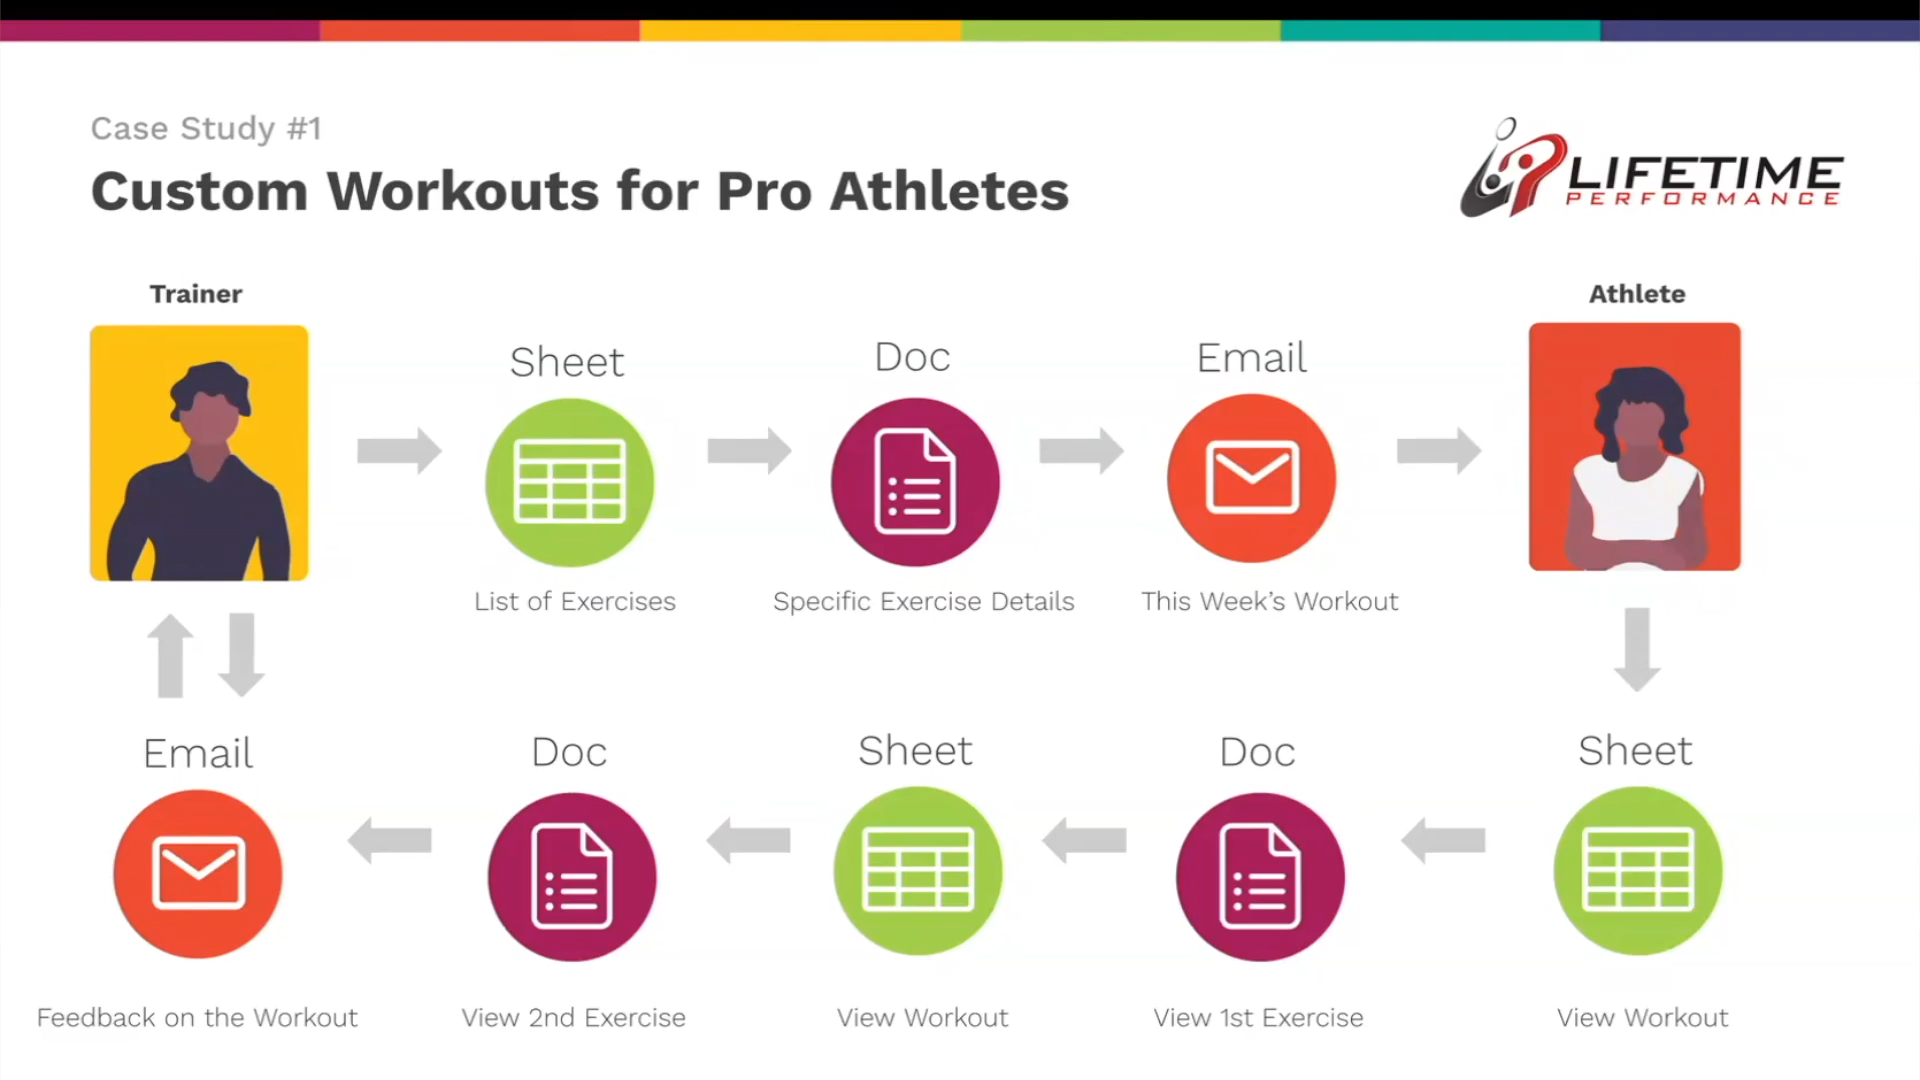 Case Study #1
Custom Workouts for Pro Athletes
LIFETIME
PERFORMANCE
Trainer
Athlete
Sheet
Doc
Email
List of Exercises
Specific Exercise Details
This Week's Workout
Email
Doc
Sheet
Doc
Sheet
Feedback on the Workout
View 2nd Exercise
View Workout
View 1st Exercise
View Workout